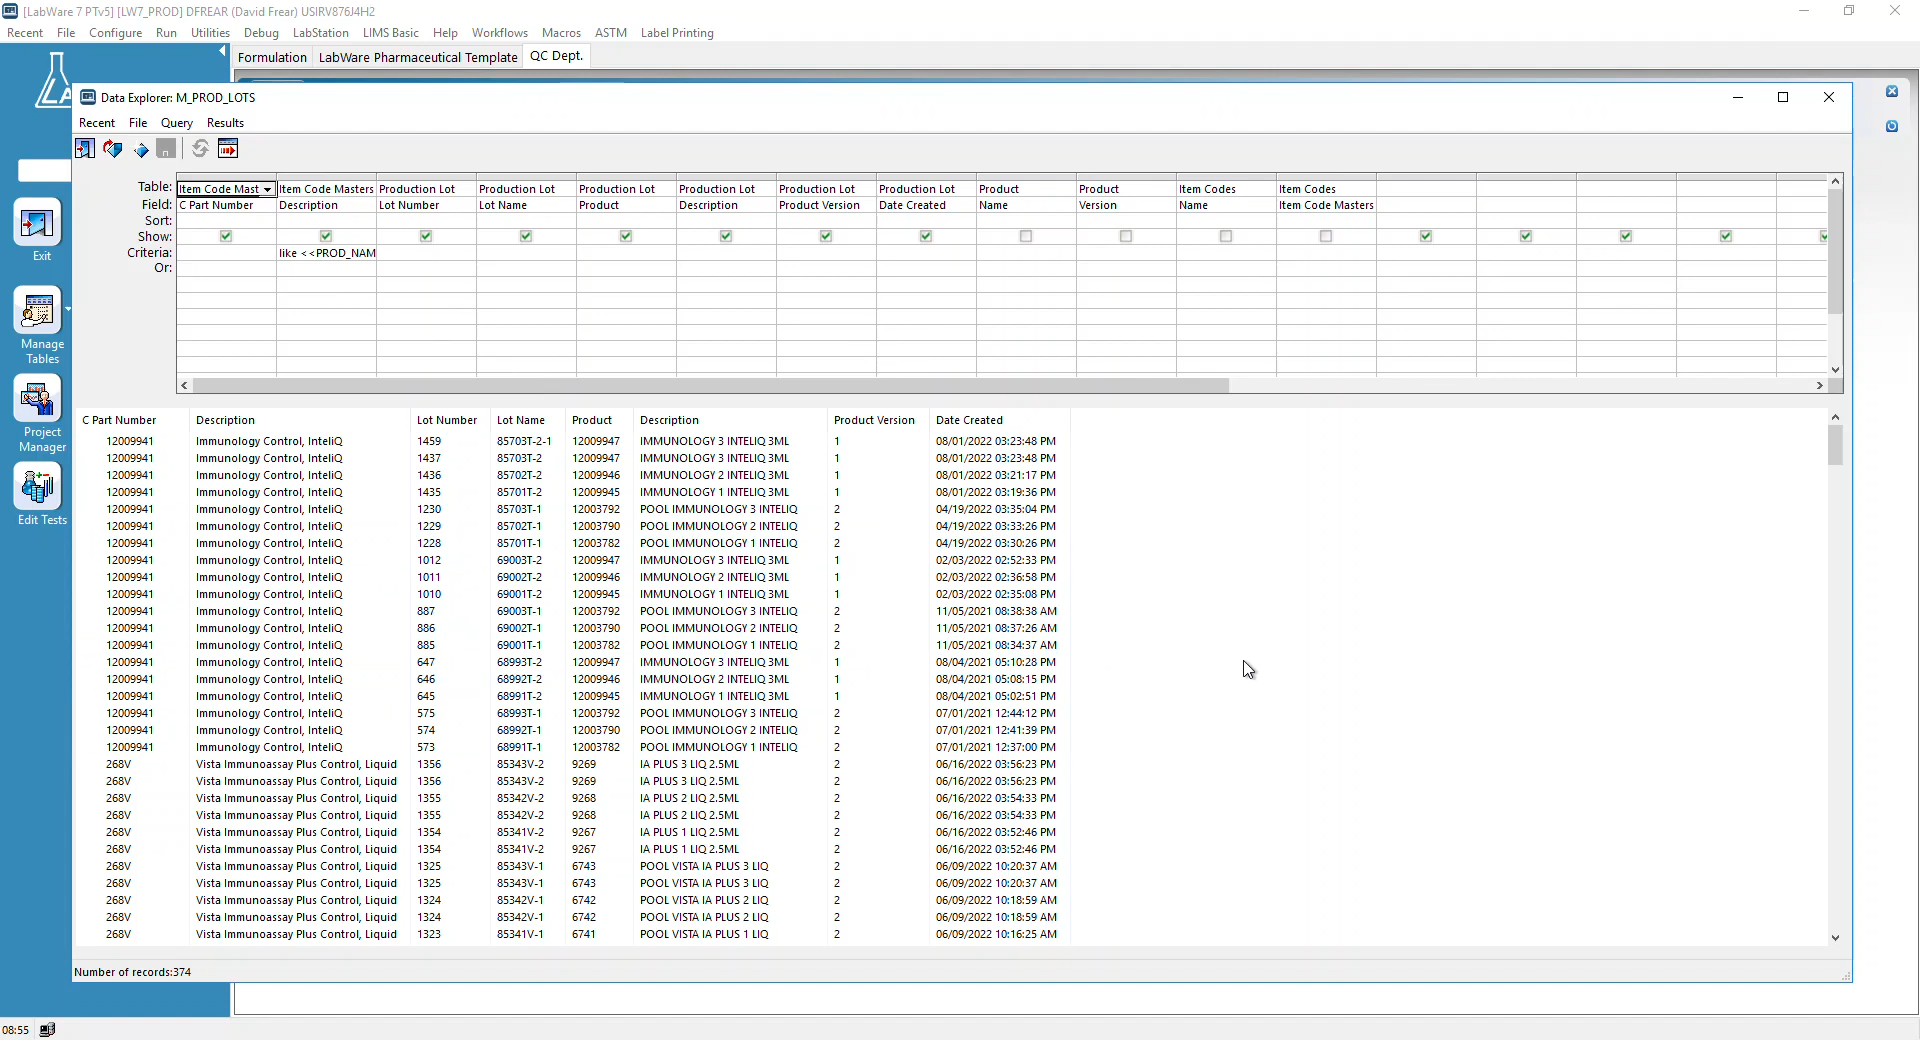 [LabWare 7 PTv5] [LW7_PROD] DFREAR (David Frear) USIRV876J4H2
Recent File Configure Run Utilities Debug LabStation LIMS Basic Help Workflows Macros ASTM Label Printing
Formulation LabWare Pharmaceutical Template QC Dept.
LA
Data Explorer: M_PROD_LOTS
Recent File Query Results
Table: Item Code Mast Item Code Masters Production Lot Production Lot Production Lot Production Lot Production Lot Production Lot Product Product Item Codes Item Codes
Field: C Part Number Description Lot Number Lot Name Product Description Product Version Date Created Name Version Name Item Code Masters
Sort:
Show:
Criteria: like <<PROD_NAM
Or:
Exit
Manage
Tables
Project
Manager
Edit Tests
C Part Number Description Lot Number Lot Name Product Description Product Version Date Created
12009941 Immunology Control, InteliQ 1459 85703T-2-1 12009947 IMMUNOLOGY 3 INTELIQ 3ML 1 08/01/2022 03:23:48 PM
12009941 Immunology Control, InteliQ 1437 85703T-2 12009947 IMMUNOLOGY 3 INTELIQ 3ML 1 08/01/2022 03:23:48 PM
12009941 Immunology Control, InteliQ 1436 85702T-2 12009946 IMMUNOLOGY 2 INTELIQ 3ML 1 08/01/2022 03:21:17 PM
12009941 Immunology Control, InteliQ 1435 85701T-2 12009945 IMMUNOLOGY 1 INTELIQ 3ML 1 08/01/2022 03:19:36 PM
12009941 Immunology Control, InteliQ 1230 85703T-1 12003792 POOL IMMUNOLOGY 3 INTELIQ 2 04/19/2022 03:35:04 PM
12009941 Immunology Control, InteliQ 1229 85702T-1 12003790 POOL IMMUNOLOGY 2 INTELIQ 2 04/19/2022 03:33:26 PM
12009941 Immunology Control, InteliQ 1228 85701T-1 12003782 POOL IMMUNOLOGY 1 INTELIQ 2 04/19/2022 03:30:26 PM
12009941 Immunology Control, InteliQ 1012 69003T-2 12009947 IMMUNOLOGY 3 INTELIQ 3ML 1 02/03/2022 02:52:33 PM
12009941 Immunology Control, InteliQ 1011 69002T-2 12009946 IMMUNOLOGY 2 INTELIQ 3ML 1 02/03/2022 02:36:58 PM
12009941 Immunology Control, InteliQ 1010 69001T-2 12009945 IMMUNOLOGY 1 INTELIQ 3ML 1 02/03/2022 02:35:08 PM
12009941 Immunology Control, InteliQ 887 69003T-1 12003792 POOL IMMUNOLOGY 3 INTELIQ 2 11/05/2021 08:38:38 AM
12009941 Immunology Control, InteliQ 886 69002T-1 12003790 POOL IMMUNOLOGY 2 INTELIQ 2 11/05/2021 08:37:26 AM
12009941 Immunology Control, InteliQ 885 69001T-1 12003782 POOL IMMUNOLOGY 1 INTELIQ 2 11/05/2021 08:34:37 AM
12009941 Immunology Control, InteliQ 647 68993T-2 12009947 IMMUNOLOGY 3 INTELIQ 3ML 1 08/04/2021 05:10:28 PM
12009941 Immunology Control, InteliQ 646 68992T-2 12009946 IMMUNOLOGY 2 INTELIQ 3ML 1 08/04/2021 05:08:15 PM
12009941 Immunology Control, InteliQ 645 68991T-2 12009945 IMMUNOLOGY 1 INTELIQ 3ML 1 08/04/2021 05:02:51 PM
12009941 Immunology Control, InteliQ 575 68993T-1 12003792 POOL IMMUNOLOGY 3 INTELIQ 2 07/01/2021 12:44:12 PM
12009941 Immunology Control, InteliQ 574 68992T-1 12003790 POOL IMMUNOLOGY 2 INTELIQ 2 07/01/2021 12:41:39 PM
12009941 Immunology Control, InteliQ 573 68991T-1 12003782 POOL IMMUNOLOGY 1 INTELIQ 2 07/01/2021 12:37:00 PM
268V Vista Immunoassay Plus Control, Liquid 1356 85343V-2 9269 IA PLUS 3 LIQ 2.5ML 2 06/16/2022 03:56:23 PM
268V Vista Immunoassay Plus Control, Liquid 1356 85343V-2 9269 IA PLUS 3 LIQ 2.5ML 2 06/16/2022 03:56:23 PM
268V Vista Immunoassay Plus Control, Liquid 1355 85342V-2 9268 IA PLUS 2 LIQ 2.5ML 2 06/16/2022 03:54:33 PM
268V Vista Immunoassay Plus Control, Liquid 1355 85342V-2 9268 IA PLUS 2 LIQ 2.5ML 2 06/16/2022 03:54:33 PM
268V Vista Immunoassay Plus Control, Liquid 1354 85341V-2 9267 IA PLUS 1 LIQ 2.5ML 2 06/16/2022 03:52:46 PM
268V Vista Immunoassay Plus Control, Liquid 1354 85341V-2 9267 IA PLUS 1 LIQ 2.5ML 2 06/16/2022 03:52:46 PM
268V Vista Immunoassay Plus Control, Liquid 1325 85343V-1 6743 POOL VISTA IA PLUS 3 LIQ 2 06/09/2022 10:20:37 AM
268V Vista Immunoassay Plus Control, Liquid 1325 85343V-1 6743 POOL VISTA IA PLUS 3 LIQ 2 06/09/2022 10:20:37 AM
268V Vista Immunoassay Plus Control, Liquid 1324 85342V-1 6742 POOL VISTA IA PLUS 2 LIQ 2 06/09/2022 10:18:59 AM
268V Vista Immunoassay Plus Control, Liquid 1324 85342V-1 6742 POOL VISTA IA PLUS 2 LIQ 2 06/09/2022 10:18:59 AM
268V Vista Immunoassay Plus Control, Liquid 1323 85341V-1 6741 POOL VISTA IA PLUS 1 LIQ 2 06/09/2022 10:16:25 AM
Number of records:374
08:55